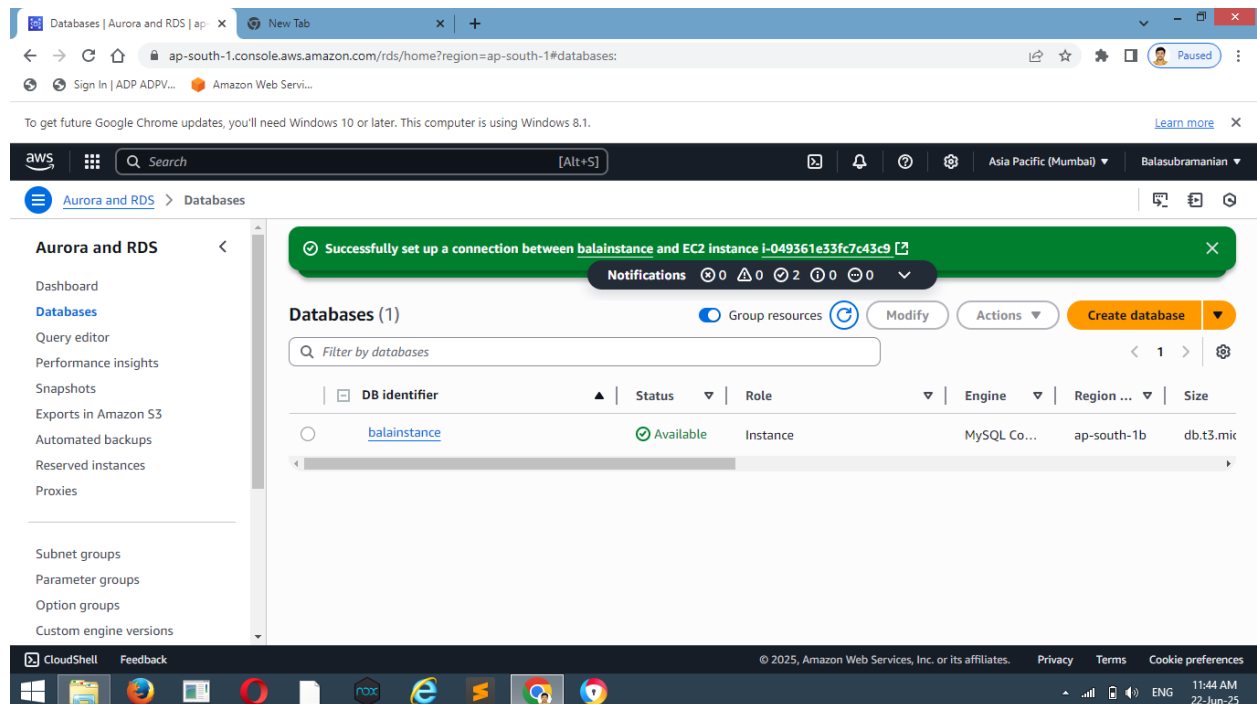 Databases | Aurora and RDS | ap-
New Tab
ap-south-1.console.aws.amazon.com/rds/home?region=ap-south-1#databases:
Paused
Sign In | ADP ADPV...
Amazon Web Servi...
To get future Google Chrome updates, you'll need Windows 10 or later. This computer is using Windows 8.1.
Learn more
aws
Search
[Alt+S]
Asia Pacific (Mumbai)
Balasubramanian
Aurora and RDS > Databases
Aurora and RDS
Dashboard
Databases
Query editor
Performance insights
Snapshots
Exports in Amazon S3
Automated backups
Reserved instances
Proxies
Subnet groups
Parameter groups
Option groups
Custom engine versions
Successfully set up a connection between balainstance and EC2 instance i-049361e33fc7c43c9
Notifications 0 0 2 0 0
Databases (1)
Group resources
Modify
Actions
Create database
Filter by databases
1
DB identifier Status Role Engine Region ... Size
balainstance Available Instance MySQL Co... ap-south-1b db.t3.mic
CloudShell Feedback
© 2025, Amazon Web Services, Inc. or its affiliates. Privacy Terms Cookie preferences
nox
ENG
11:44 AM
22-Jun-25